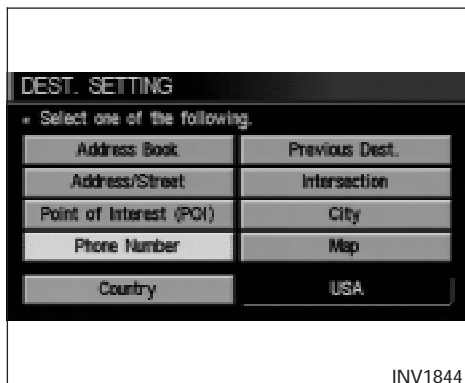 DEST. SETTING
Select one of the following.
Address Book Previous Dest.
Address/Street Intersection
Point of Interest (POI) City
Phone Number Map
Country USA
INV1844